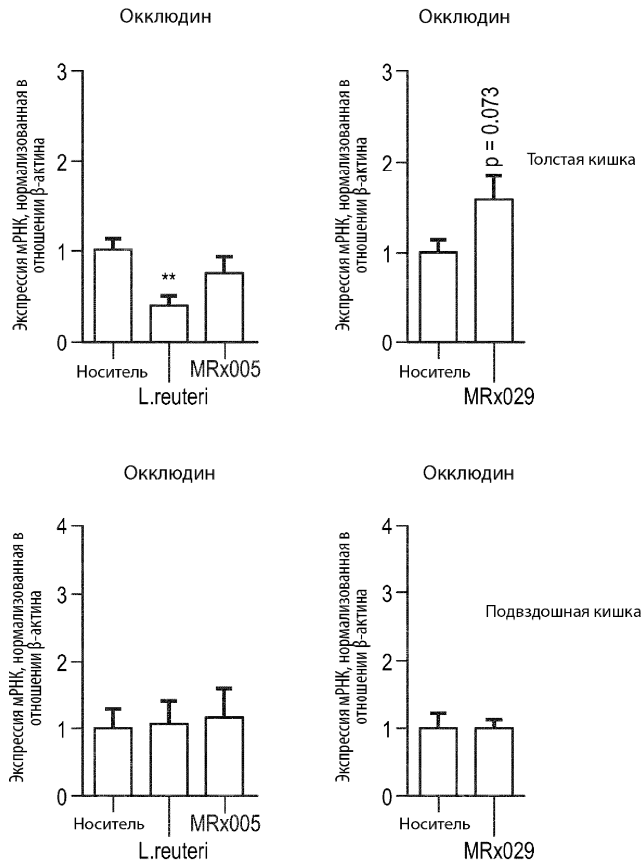 Окклюдин
Экспрессия мРНК, нормализованная в
отношении β-актина
3
2
1
0
**
Носитель
L.reuteri
MRx005
Окклюдин
Экспрессия мРНК, нормализованная в
отношении β-актина
3
2
1
0
p = 0.073
Толстая кишка
Носитель
MRx029
Окклюдин
Экспрессия мРНК, нормализованная в
отношении β-актина
4
3
2
1
0
Носитель
L.reuteri
MRx005
Окклюдин
Экспрессия мРНК, нормализованная в
отношении β-актина
4
3
2
1
0
Подвздошная кишка
Носитель
MRx029